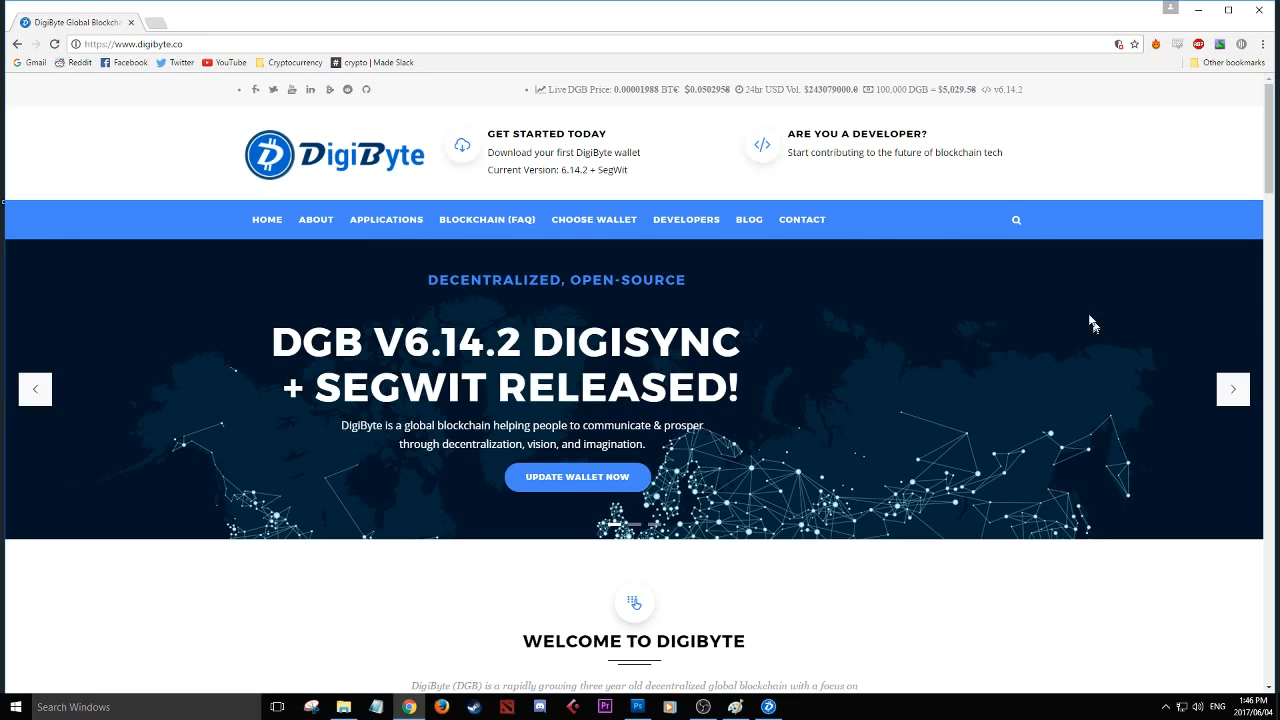 DigiByte Global Blockcha
https://www.digibyte.co
Gmail Reddit Facebook Twitter YouTube Cryptocurrency crypto | Made Slack Other bookmarks
Live DGB Price: 0.00001988 BTC $0.0502958 24hr USD Vol. $243079000.0 100,000 DGB = $5,029.58 v6.14.2
DigiByte
GET STARTED TODAY
Download your first DigiByte wallet
Current Version: 6.14.2 + SegWit
ARE YOU A DEVELOPER?
Start contributing to the future of blockchain tech
HOME ABOUT APPLICATIONS BLOCKCHAIN (FAQ) CHOOSE WALLET DEVELOPERS BLOG CONTACT
DECENTRALIZED, OPEN-SOURCE
DGB V6.14.2 DIGISYNC
+ SEGWIT RELEASED!
DigiByte is a global blockchain helping people to communicate & prosper
through decentralization, vision, and imagination.
UPDATE WALLET NOW
WELCOME TO DIGIBYTE
DigiByte (DGB) is a rapidly growing three year old decentralized global blockchain with a focus on
Search Windows
ENG
1:46 PM
2017/06/04